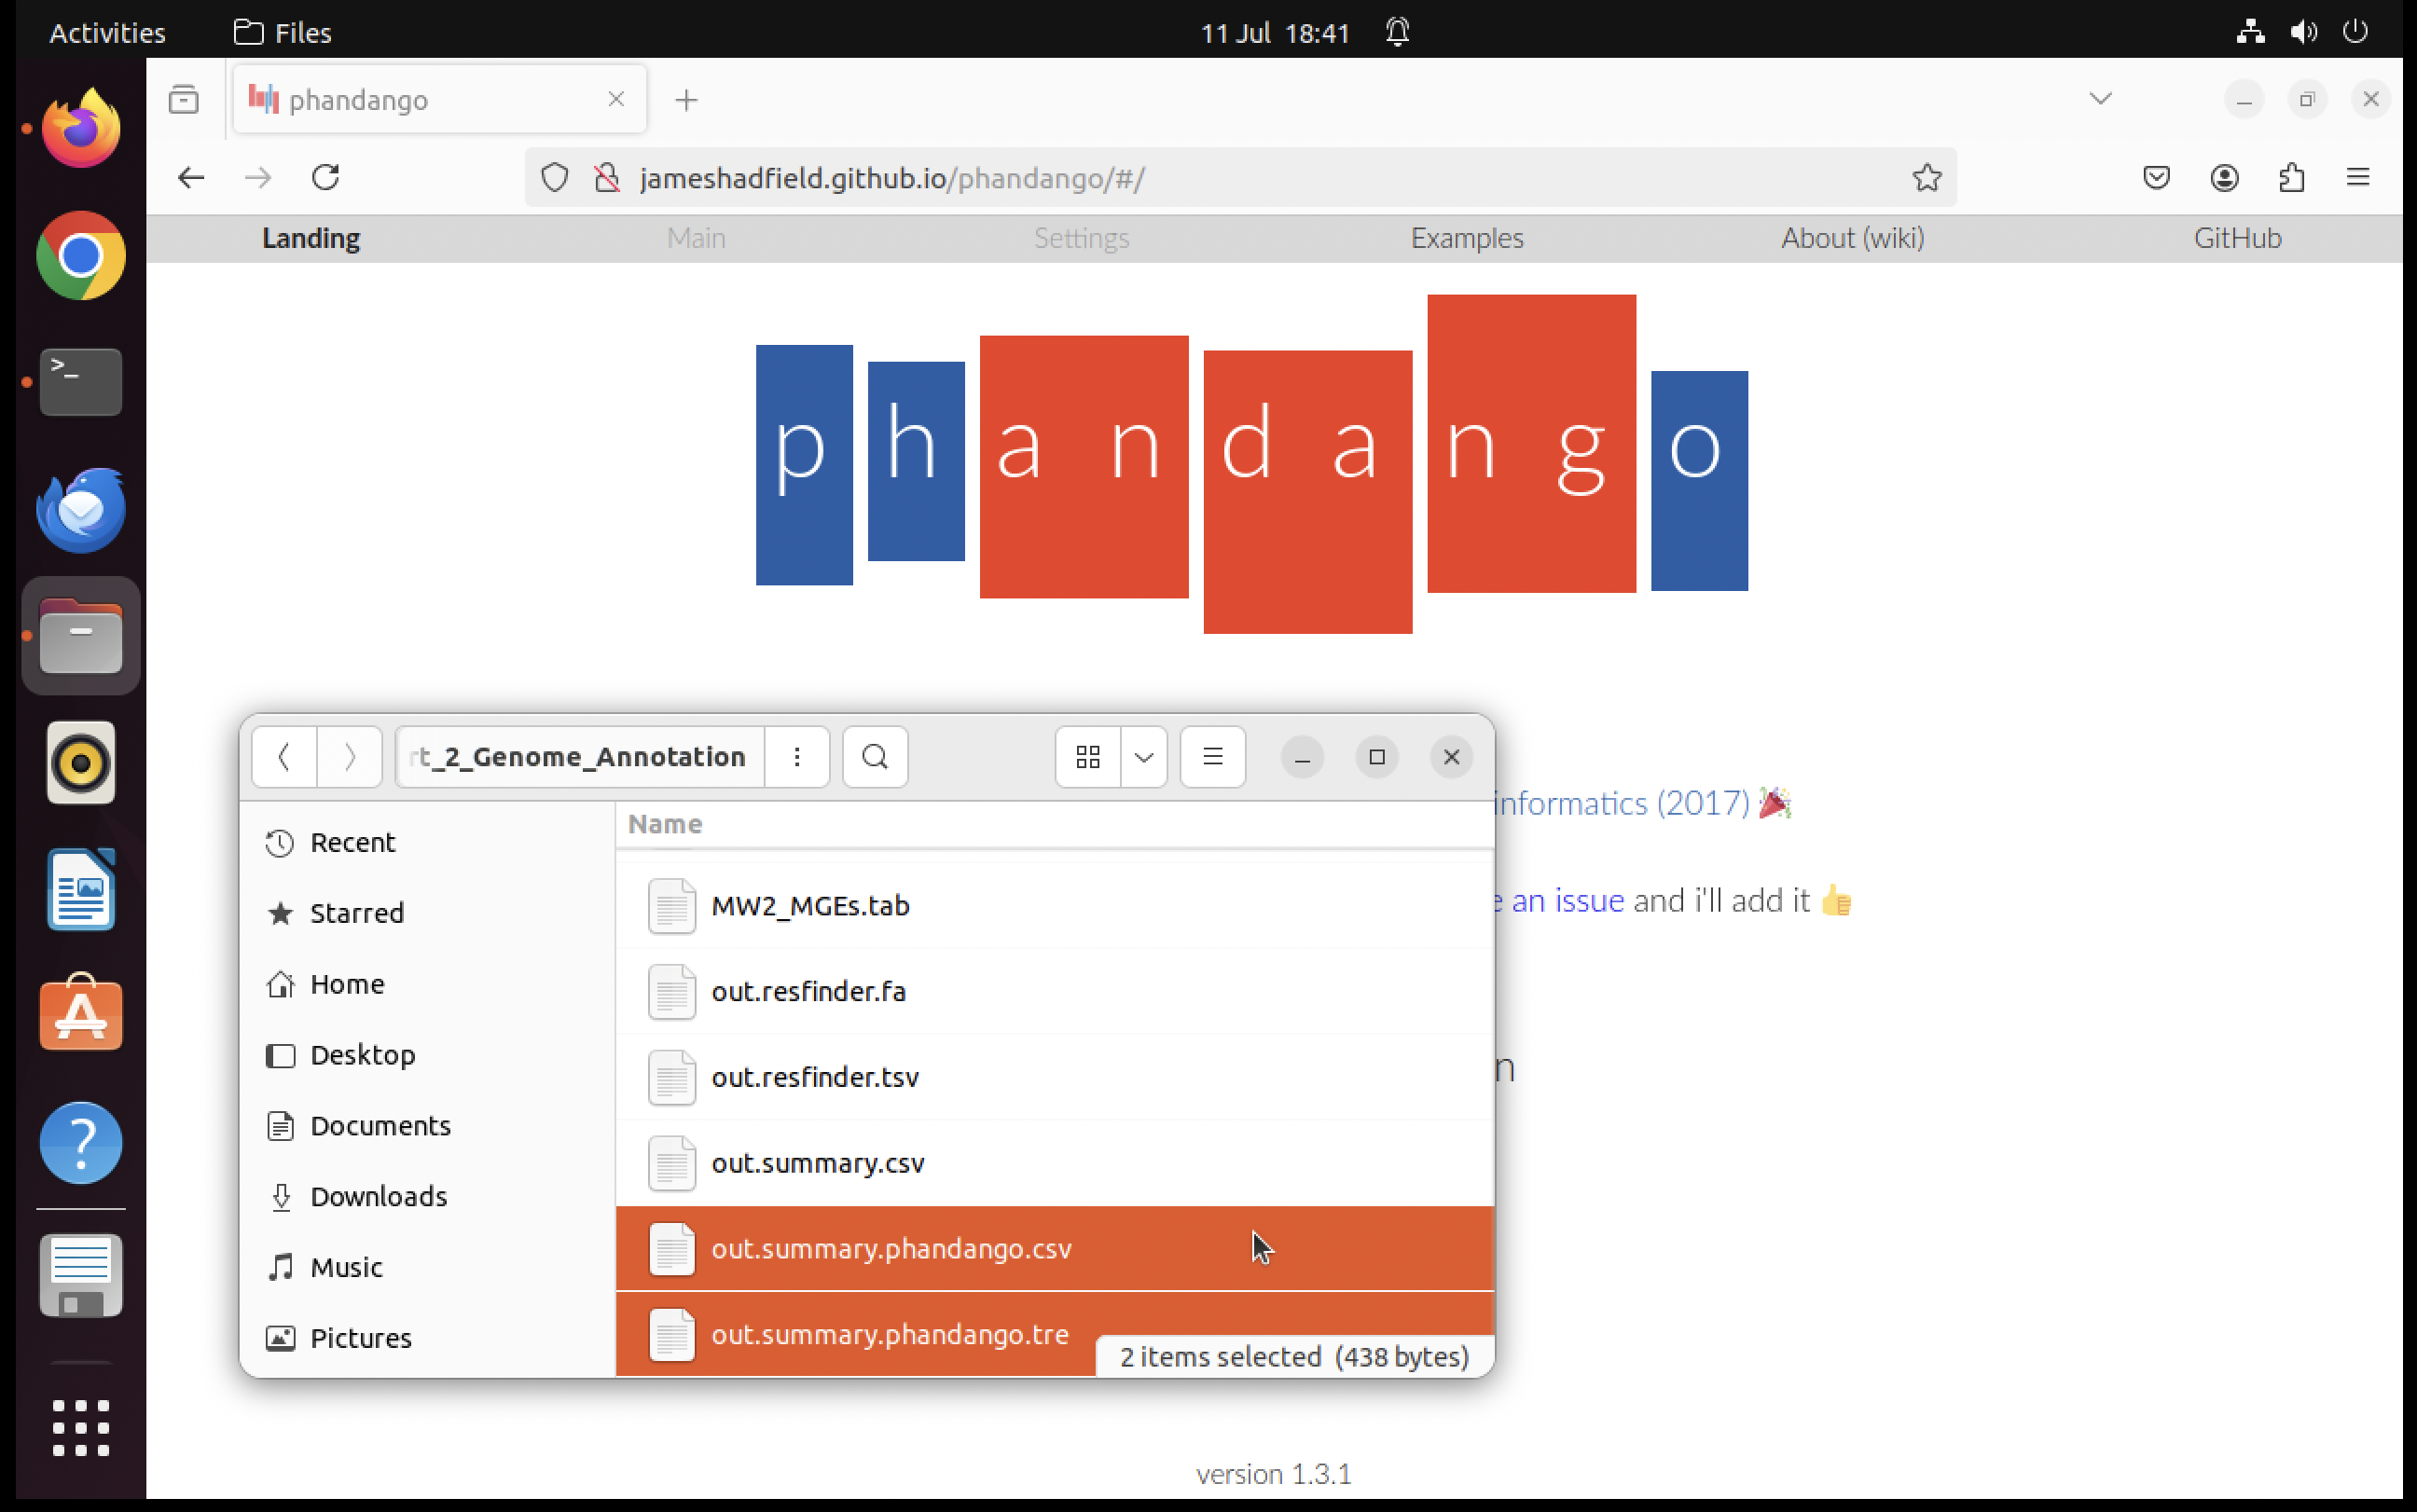 Activities Files 11 Jul 18:41
phandango
jameshadfield.github.io/phandango/#/
Landing Main Settings Examples About (wiki) GitHub
phandango
rt_2_Genome_Annotation
Name
Recent
Starred
Home
Desktop
Documents
Downloads
Music
Pictures
MW2_MGEs.tab
out.resfinder.fa
out.resfinder.tsv
out.summary.csv
out.summary.phandango.csv
out.summary.phandango.tre
2 items selected (438 bytes)
informatics (2017) 🎉
an issue and i'll add it 👍
n
version 1.3.1